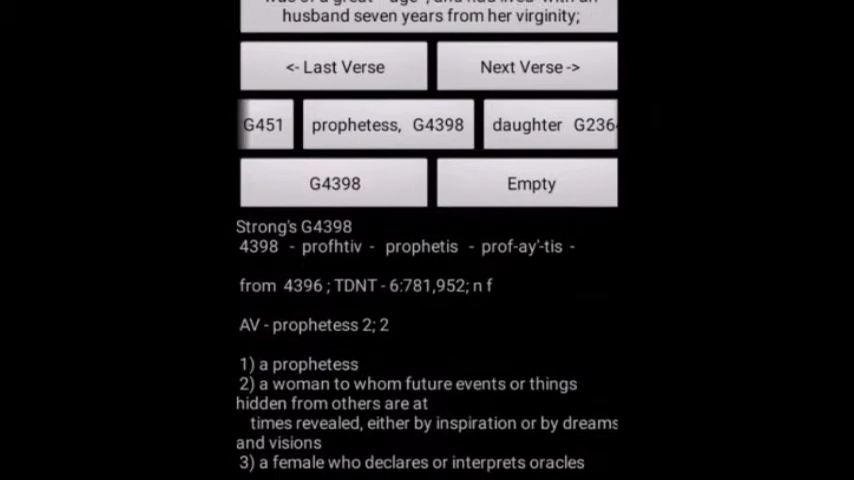 husband seven years from her virginity;
<- Last Verse
Next Verse ->
G451
prophetess, G4398
daughter G236
G4398
Empty
Strong's G4398
4398 - profhtiv - prophetis - prof-ay'-tis -
from 4396 ; TDNT - 6:781,952; n f
AV - prophetess 2; 2
1) a prophetess
2) a woman to whom future events or things
hidden from others are at
times revealed, either by inspiration or by dreams
and visions
3) a female who declares or interprets oracles